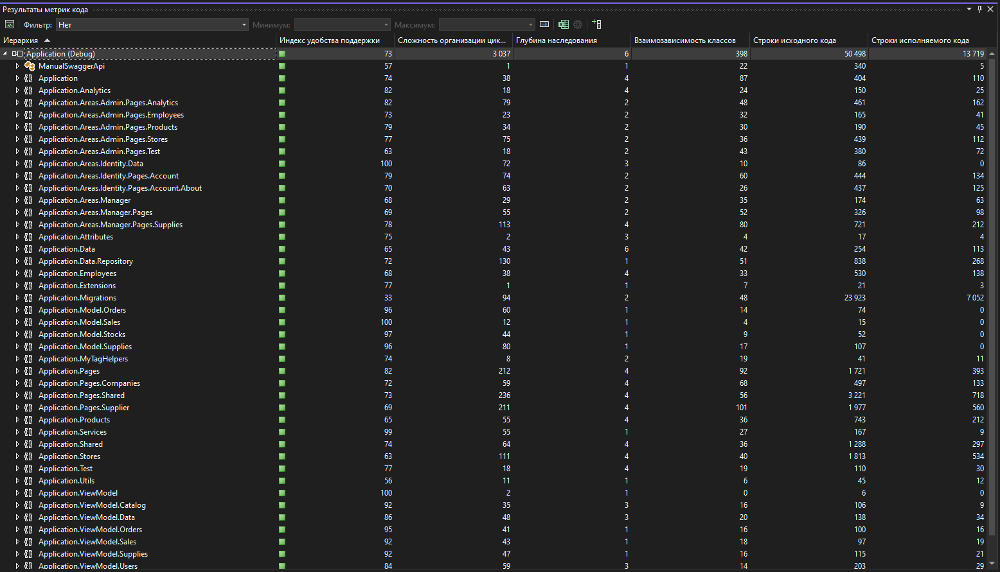 Результаты метрик кода
Фильтр: Нет Минимум: Максимум:
Иерархия Индекс удобства поддержки Сложность организации цик... Глубина наследования Взаимозависимость классов Строки исходного кода Строки исполняемого кода
Application (Debug) 73 3 037 6 398 50 498 13 719
ManualSwaggerApi 57 1 1 22 340 5
Application 74 38 4 87 404 110
Application.Analytics 82 18 4 24 150 25
Application.Areas.Admin.Pages.Analytics 82 79 2 48 461 162
Application.Areas.Admin.Pages.Employees 73 23 2 32 165 41
Application.Areas.Admin.Pages.Products 79 34 2 30 190 45
Application.Areas.Admin.Pages.Stores 77 75 2 36 439 112
Application.Areas.Admin.Pages.Test 63 18 2 43 380 72
Application.Areas.Identity.Data 100 72 3 10 86 0
Application.Areas.Identity.Pages.Account 79 74 2 60 444 134
Application.Areas.Identity.Pages.Account.About 70 63 2 26 437 125
Application.Areas.Manager 68 29 2 35 174 63
Application.Areas.Manager.Pages 69 55 2 52 326 98
Application.Areas.Manager.Pages.Supplies 78 113 4 80 721 212
Application.Attributes 75 2 3 4 17 4
Application.Data 65 43 6 42 254 113
Application.Data.Repository 72 130 1 51 838 268
Application.Employees 68 38 4 33 530 138
Application.Extensions 77 1 1 7 21 3
Application.Migrations 33 94 2 48 23 923 7 052
Application.Model.Orders 96 60 1 14 74 0
Application.Model.Sales 100 12 1 4 15 0
Application.Model.Stocks 97 44 1 9 52 0
Application.Model.Supplies 96 80 1 17 107 0
Application.MyTagHelpers 74 8 2 19 41 11
Application.Pages 82 212 4 92 1 721 393
Application.Pages.Companies 72 59 4 68 497 133
Application.Pages.Shared 73 236 4 56 3 221 718
Application.Pages.Supplier 69 211 4 101 1 977 560
Application.Products 65 55 4 36 743 212
Application.Services 99 55 1 27 167 9
Application.Shared 74 64 4 36 1 288 297
Application.Stores 63 111 4 40 1 813 534
Application.Test 77 18 4 19 110 30
Application.Utils 56 11 1 6 45 12
Application.ViewModel 100 2 1 0 6 0
Application.ViewModel.Catalog 92 35 3 16 106 9
Application.ViewModel.Data 86 48 3 20 138 34
Application.ViewModel.Orders 95 41 1 16 100 16
Application.ViewModel.Sales 92 43 1 18 97 19
Application.ViewModel.Supplies 92 47 1 16 115 21
Application.ViewModel.Users 84 59 3 14 203 29